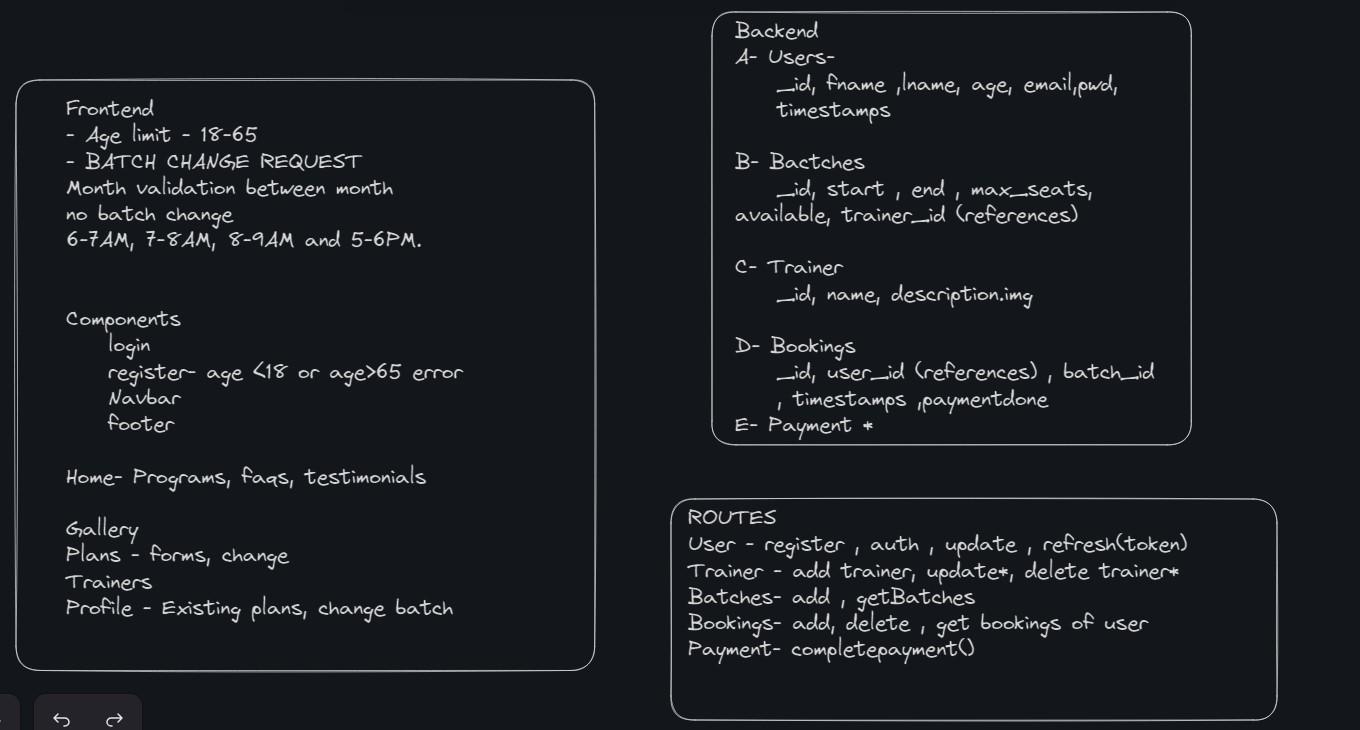 Frontend
- Age limit - 18-65
- BATCH CHANGE REQUEST
Month validation between month
no batch change
6-7AM, 7-8AM, 8-9AM and 5-6PM.
Components
login
register- age <18 or age>65 error
Navbar
footer
Home- Programs, faqs, testimonials
Gallery
Plans - forms, change
Trainers
Profile - Existing plans, change batch
Backend
A- Users-
_id, fname ,lname, age, email,pwd,
timestamps
B- Bactches
_id, start , end , max_seats,
available, trainer_id (references)
C- Trainer
_id, name, description.img
D- Bookings
_id, user_id (references) , batch_id
, timestamps ,paymentdone
E- Payment *
ROUTES
User - register , auth , update , refresh(token)
Trainer - add trainer, update*, delete trainer*
Batches- add , getBatches
Bookings- add, delete , get bookings of user
Payment- completepayment()